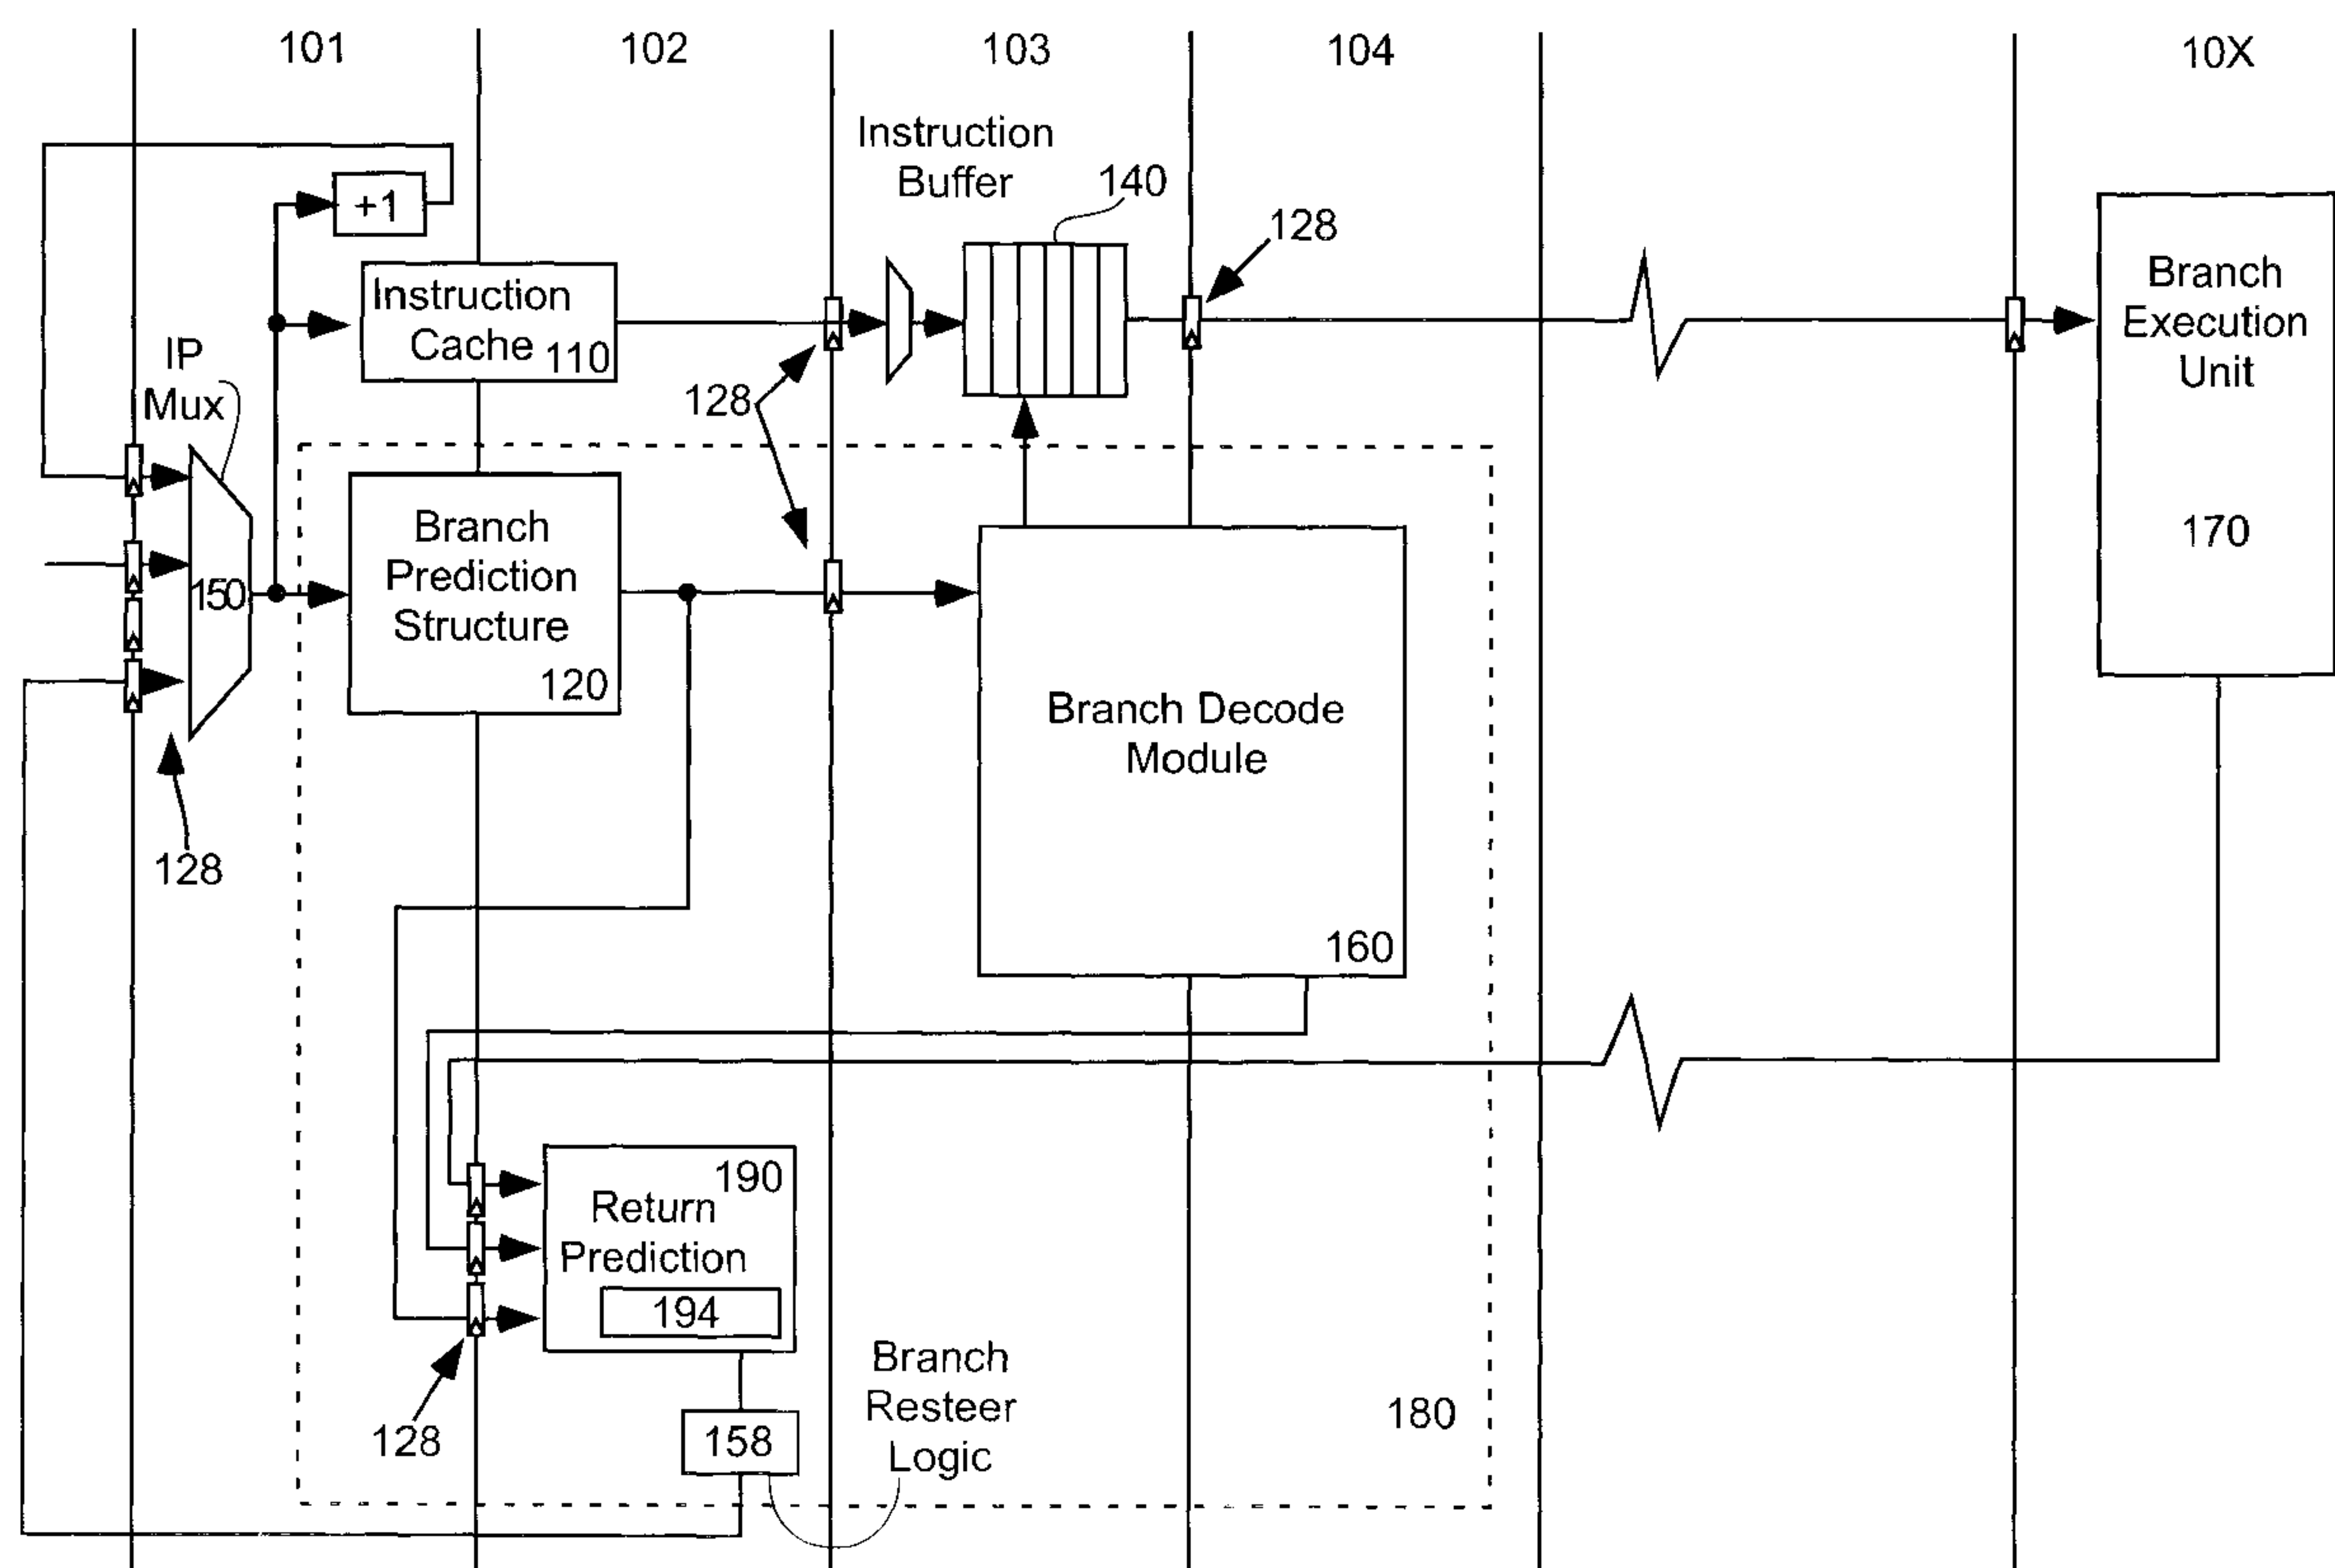 101
102
103
104
10X
Instruction
Buffer
140
+1
128
Instruction
Cache 110
IP
Mux
128
Branch
Execution
Unit
170
150
Branch
Prediction
Structure
120
Branch Decode
Module
160
128
190
Return
Prediction
194
128
158
Branch
Resteer
Logic
180